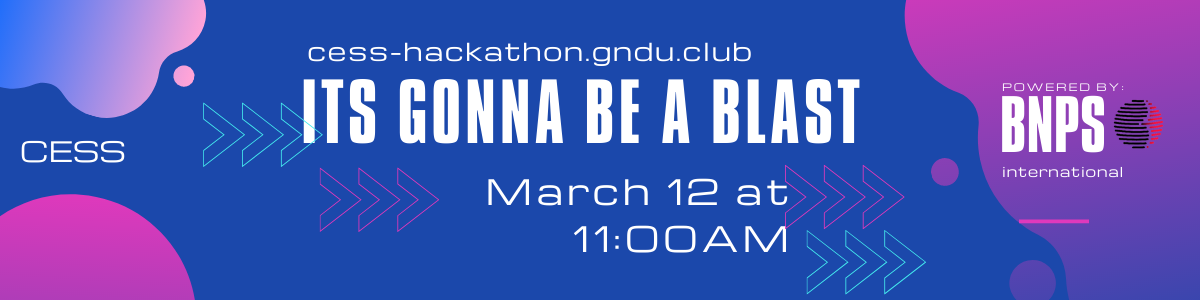 cess-hackathon.gndu.club
ITS GONNA BE A BLAST
CESS
March 12 at
11:00AM
POWERED BY:
BNPS
international